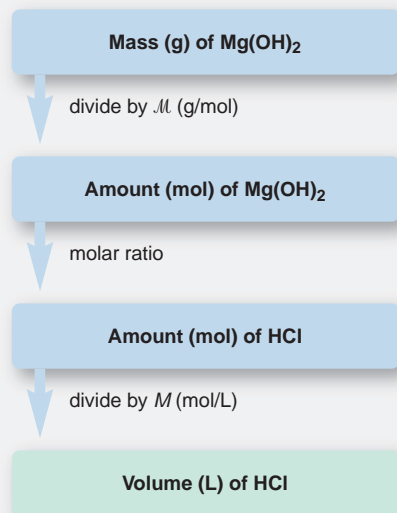 Mass (g) of Mg(OH)₂
divide by ℳ (g/mol)
Amount (mol) of Mg(OH)₂
molar ratio
Amount (mol) of HCl
divide by M (mol/L)
Volume (L) of HCl